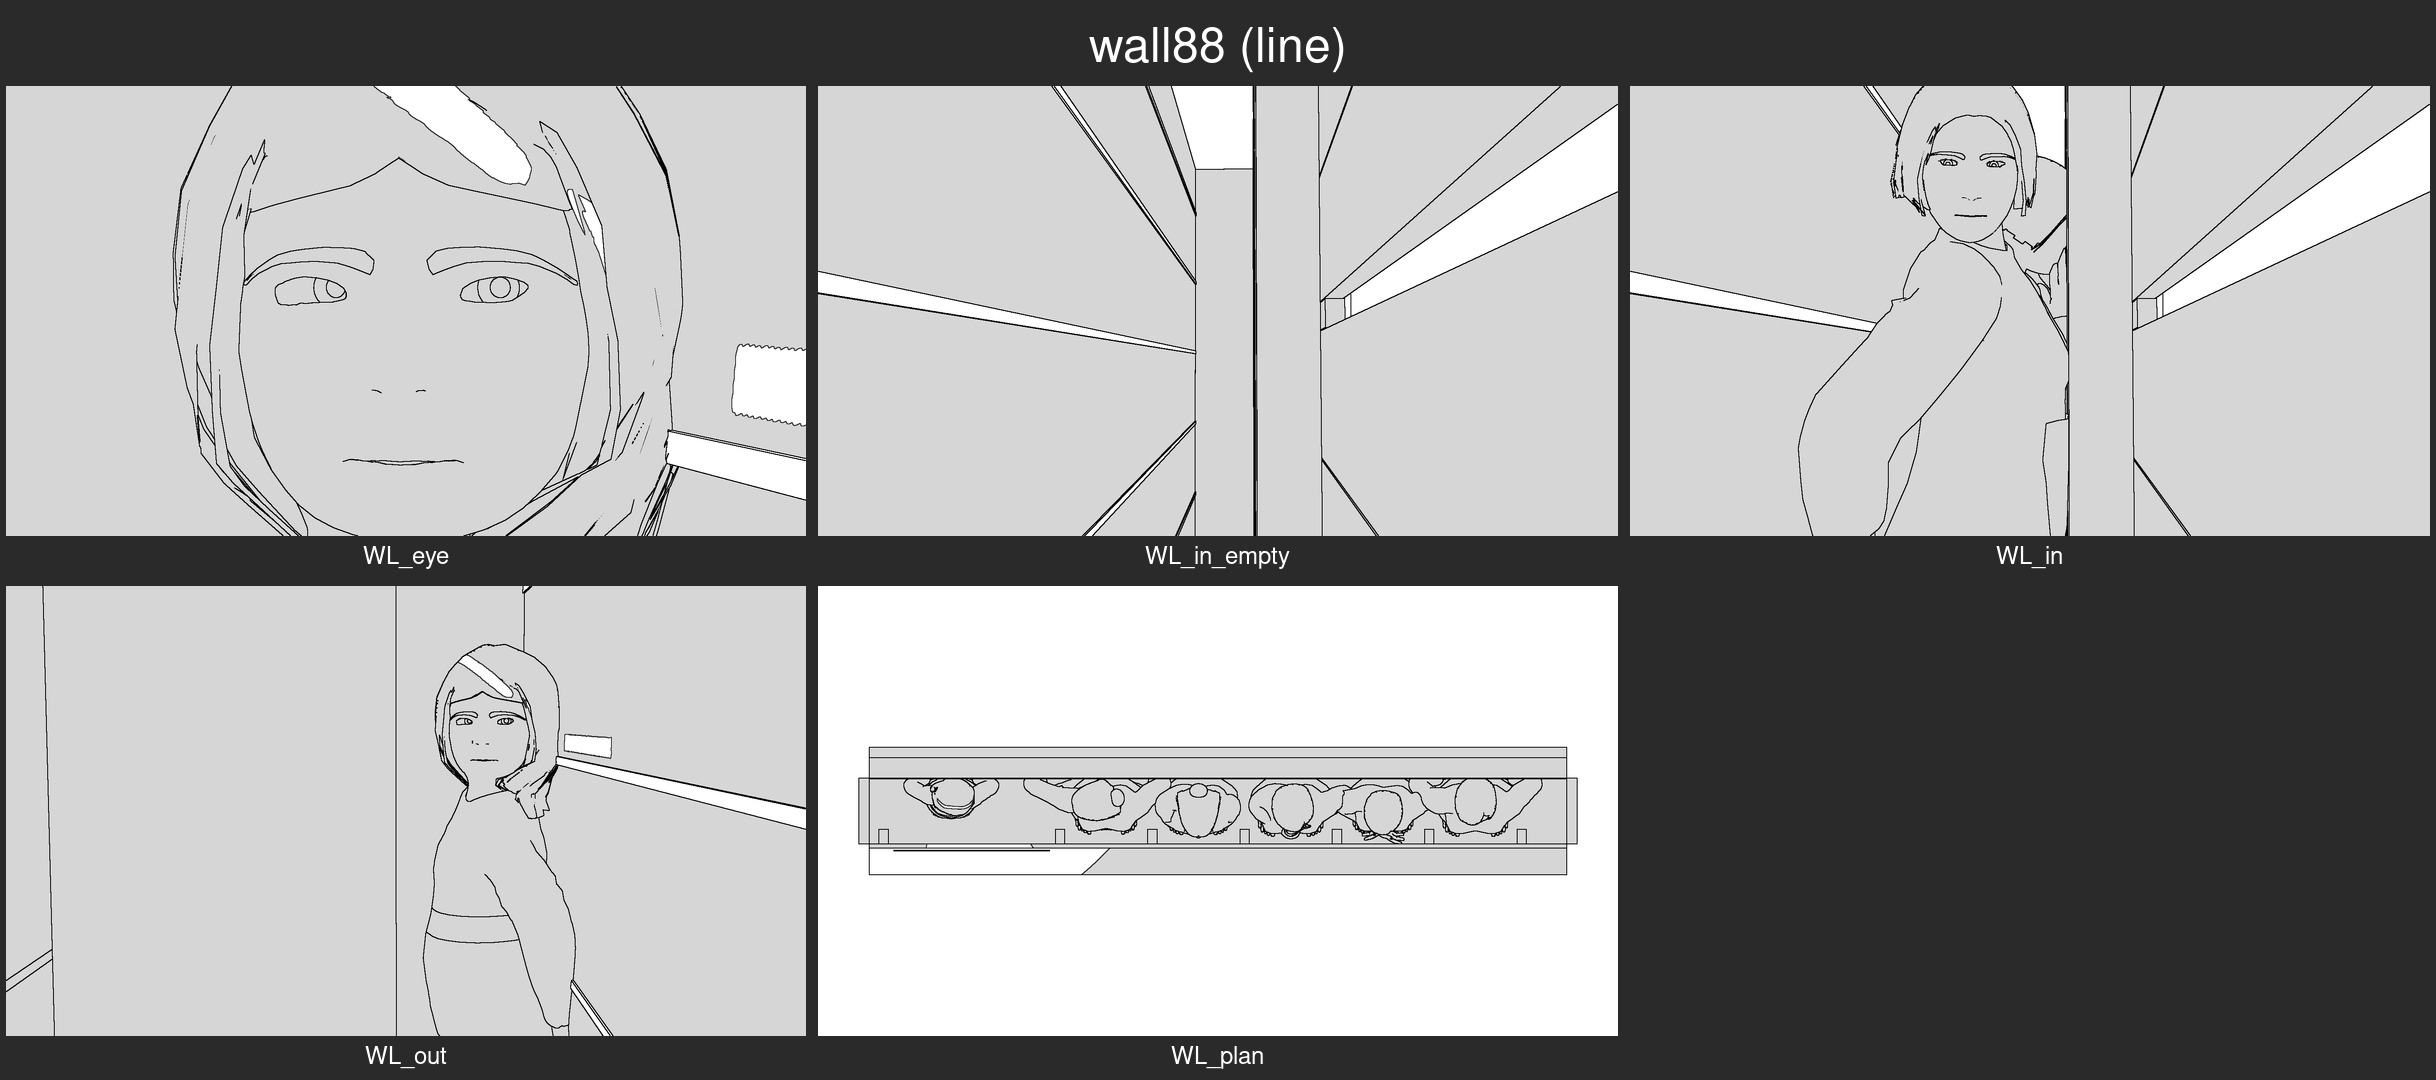 wall88 (line)
WL_eye
WL_in_empty
WL_in
WL_out
WL_plan